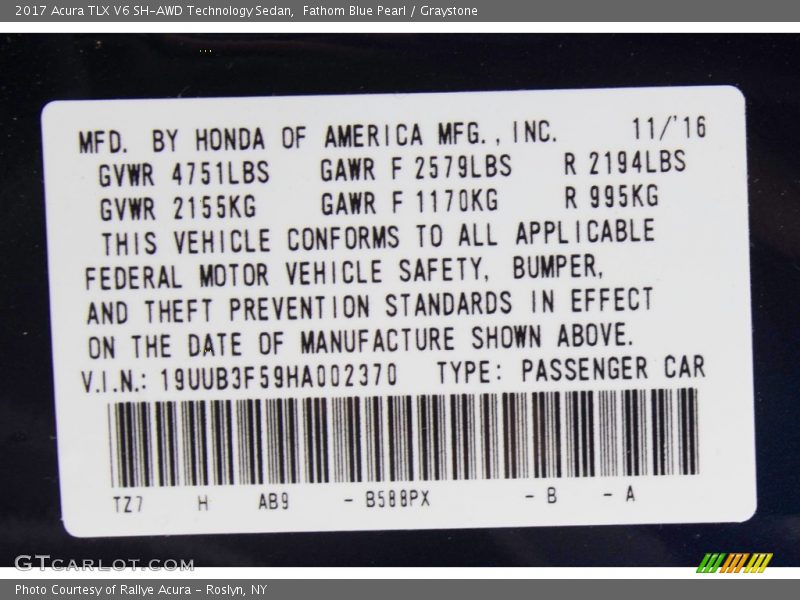 2017 Acura TLX V6 SH-AWD Technology Sedan,  Fathom Blue Pearl / Graystone
MFD. BY HONDA OF AMERICA MFG., INC. 11/'16
GVWR 4751LBS GAWR F 2579LBS R 2194LBS
GVWR 2155KG GAWR F 1170KG R 995KG
THIS VEHICLE CONFORMS TO ALL APPLICABLE
FEDERAL MOTOR VEHICLE SAFETY, BUMPER,
AND THEFT PREVENTION STANDARDS IN EFFECT
ON THE DATE OF MANUFACTURE SHOWN ABOVE.
V.I.N.: 19UUB3F59HA002370 TYPE: PASSENGER CAR
TZ7 H AB9 - B588PX - B - A
GTCARLOT.COM
Photo Courtesy of Rallye Acura - Roslyn, NY